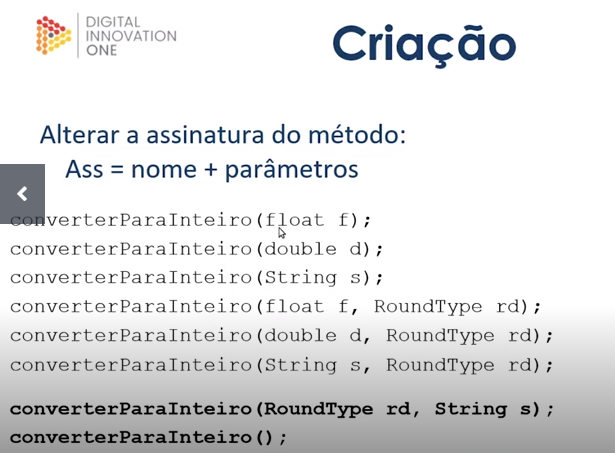 DIGITAL
INNOVATION
ONE
Criação
Alterar a assinatura do método:
Ass = nome + parâmetros
converterParaInteiro(float f);
converterParaInteiro(double d);
converterParaInteiro(String s);
converterParaInteiro(float f, RoundType rd);
converterParaInteiro(double d, RoundType rd);
converterParaInteiro(String s, RoundType rd);
converterParaInteiro(RoundType rd, String s);
converterParaInteiro();